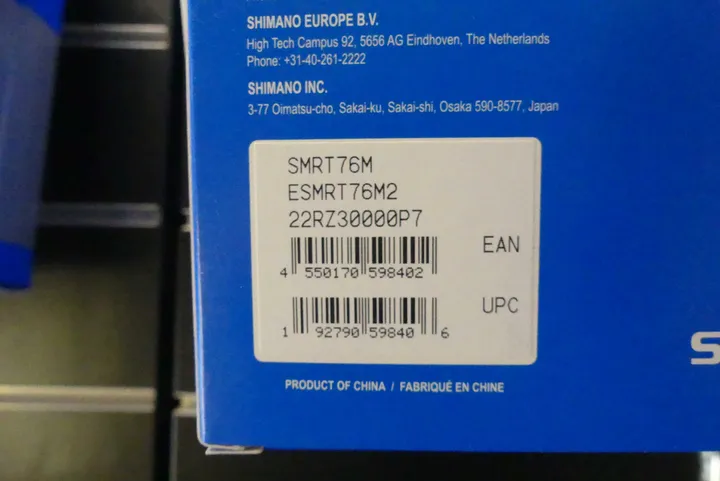 SHIMANO EUROPE B.V.
High Tech Campus 92, 5656 AG Eindhoven, The Netherlands
Phone: +31-40-261-2222
SHIMANO INC.
3-77 Oimatsu-cho, Sakai-ku, Sakai-shi, Osaka 590-8577, Japan
SMRT76M
ESMRT76M2
22RZ30000P7
EAN
4 550170 598402
UPC
1 92790 59840 6
S
PRODUCT OF CHINA / FABRIQUÉ EN CHINE